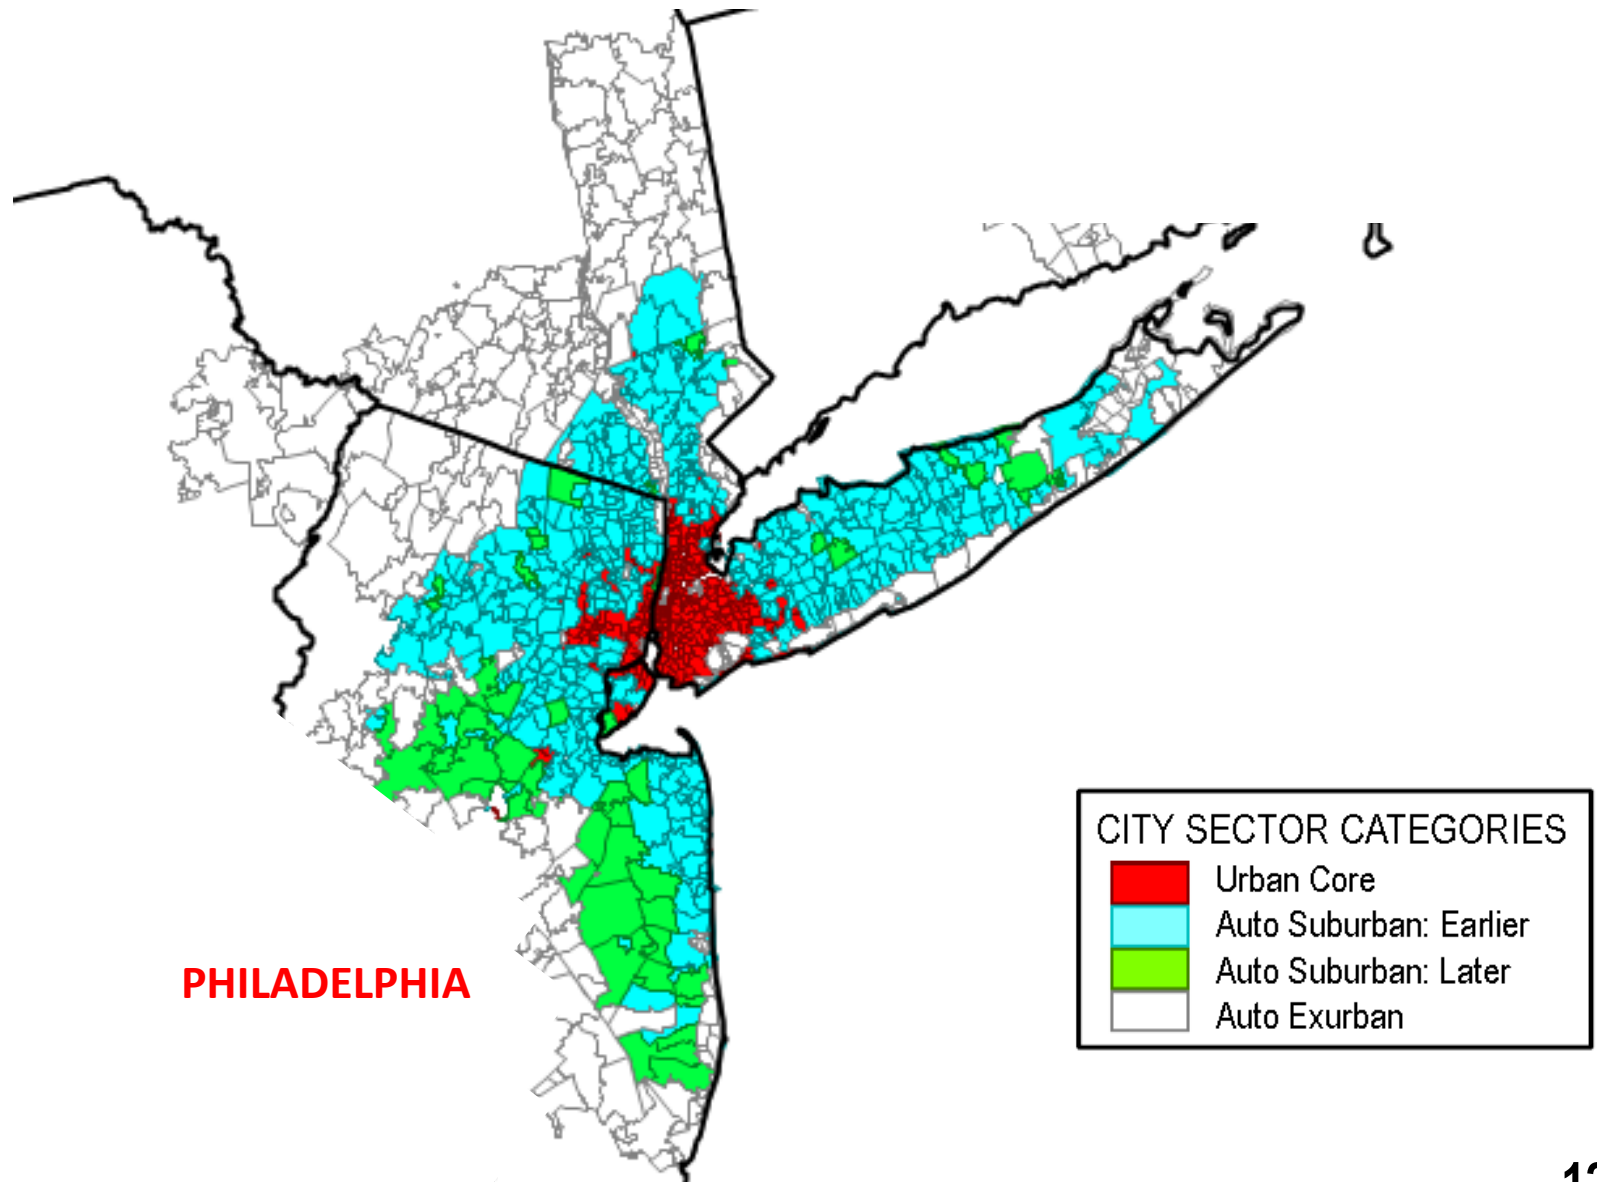 PHILADELPHIA
CITY SECTOR CATEGORIES
Urban Core
Auto Suburban: Earlier
Auto Suburban: Later
Auto Exurban